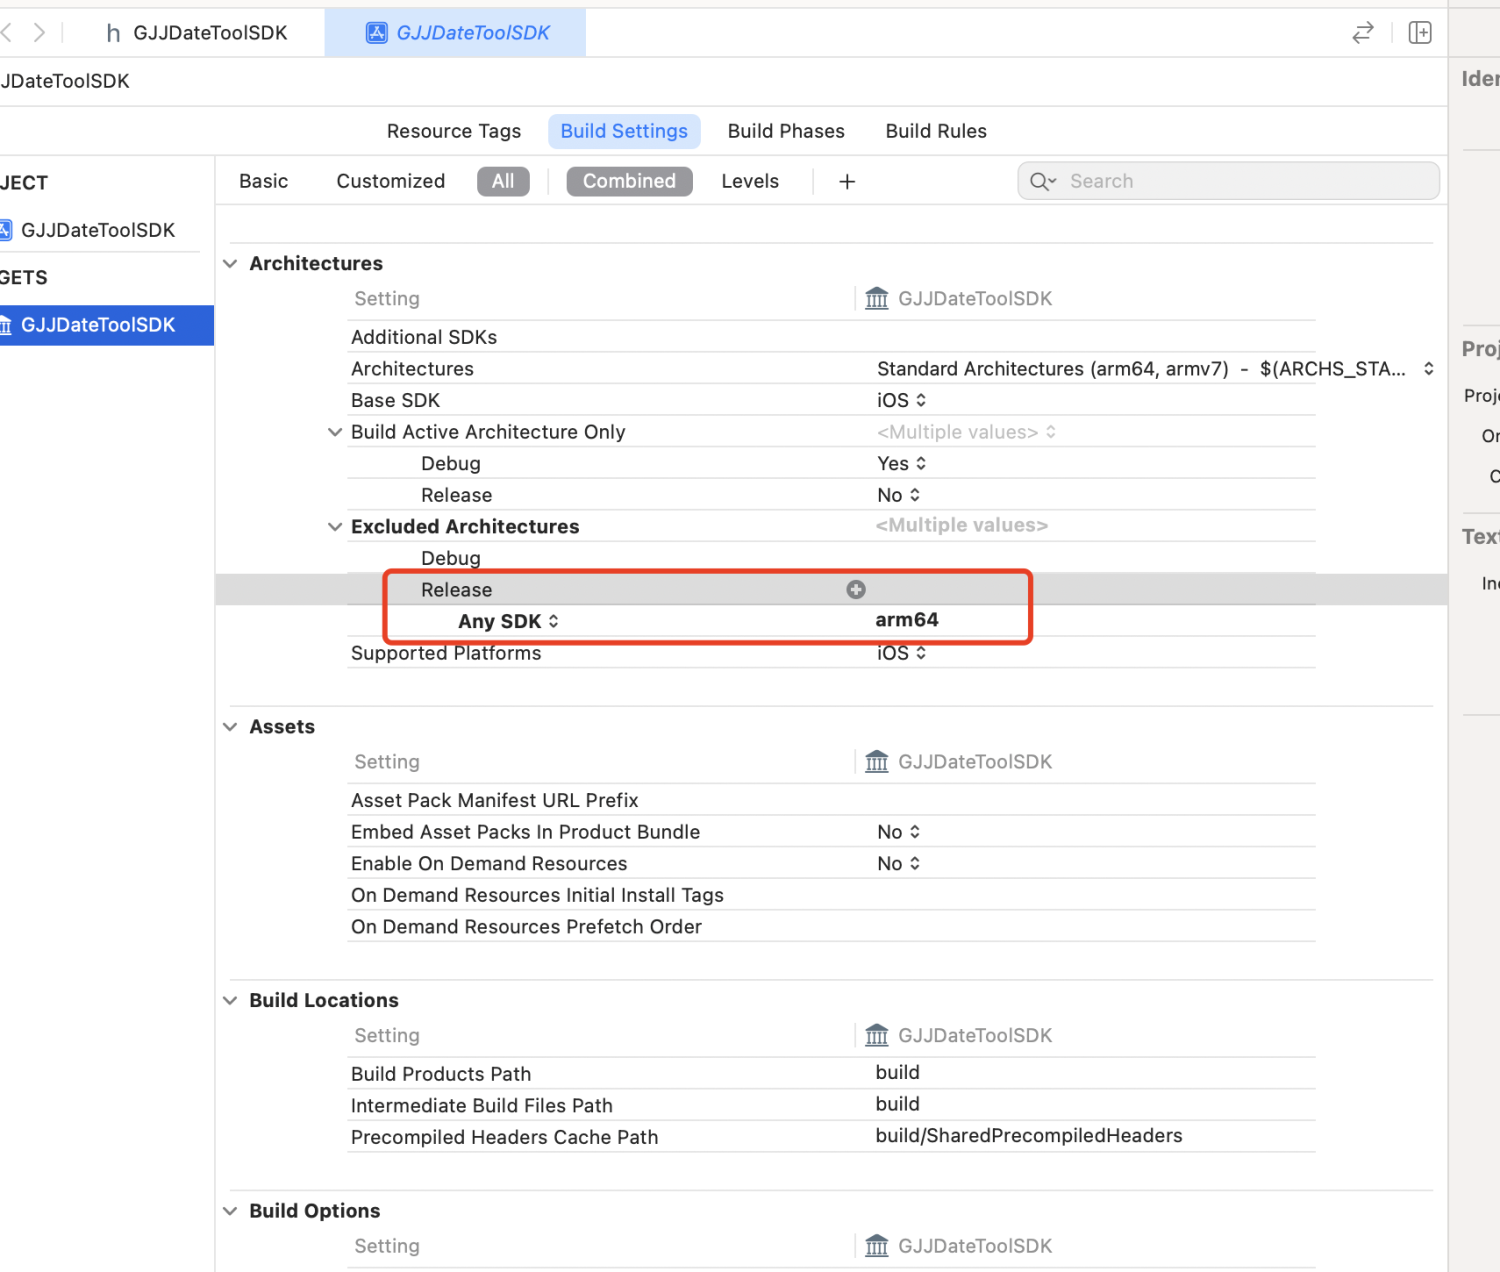 h GJJDateToolSDK
GJJDateToolSDK
JDateToolSDK
Resource Tags
Build Settings
Build Phases
Build Rules
Basic
Customized
All
Combined
Levels
+
Search
JECT
GJJDateToolSDK
GETS
GJJDateToolSDK
Architectures
Setting
GJJDateToolSDK
Additional SDKs
Architectures
Standard Architectures (arm64, armv7) - $(ARCHS_STA...
Base SDK
iOS
Build Active Architecture Only
<Multiple values>
Debug
Yes
Release
No
Excluded Architectures
<Multiple values>
Debug
Release
Any SDK
arm64
Supported Platforms
iOS
Assets
Setting
GJJDateToolSDK
Asset Pack Manifest URL Prefix
Embed Asset Packs In Product Bundle
No
Enable On Demand Resources
No
On Demand Resources Initial Install Tags
On Demand Resources Prefetch Order
Build Locations
Setting
GJJDateToolSDK
Build Products Path
build
Intermediate Build Files Path
build
Precompiled Headers Cache Path
build/SharedPrecompiledHeaders
Build Options
Setting
GJJDateToolSDK
Iden
Proj
Proje
Or
C
Text
Ind